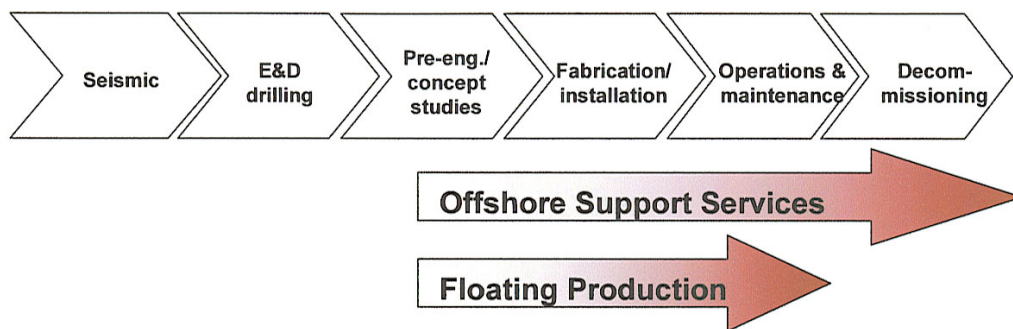 Seismic
E&D
drilling
Pre-eng./
concept
studies
Fabrication/
installation
Operations &
maintenance
Decom-
missioning
Offshore Support Services
Floating Production